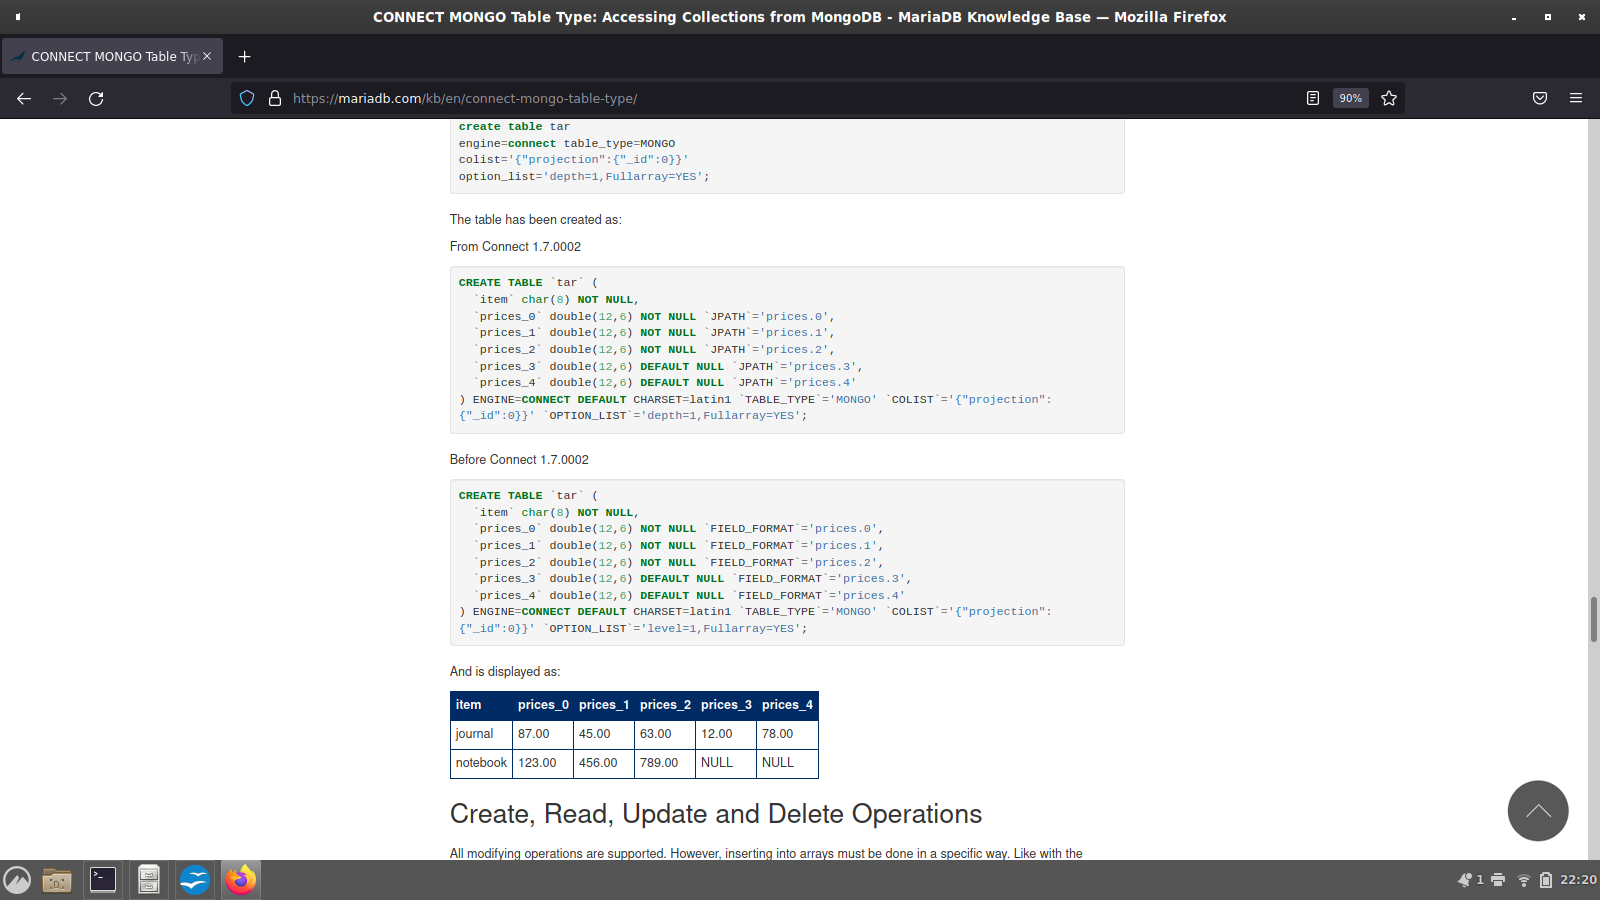 CONNECT MONGO Table Type: Accessing Collections from MongoDB - MariaDB Knowledge Base — Mozilla Firefox
CONNECT MONGO Table Typ
https://mariadb.com/kb/en/connect-mongo-table-type/
90%
create table tar
engine=connect table_type=MONGO
colist='{"projection":{"_id":0}}'
option_list='depth=1,Fullarray=YES';
The table has been created as:
From Connect 1.7.0002
CREATE TABLE `tar` (
  `item` char(8) NOT NULL,
  `prices_0` double(12,6) NOT NULL `JPATH`='prices.0',
  `prices_1` double(12,6) NOT NULL `JPATH`='prices.1',
  `prices_2` double(12,6) NOT NULL `JPATH`='prices.2',
  `prices_3` double(12,6) DEFAULT NULL `JPATH`='prices.3',
  `prices_4` double(12,6) DEFAULT NULL `JPATH`='prices.4'
) ENGINE=CONNECT DEFAULT CHARSET=latin1 `TABLE_TYPE`='MONGO' `COLIST`='{"projection":
{"_id":0}}' `OPTION_LIST`='depth=1,Fullarray=YES';
Before Connect 1.7.0002
CREATE TABLE `tar` (
  `item` char(8) NOT NULL,
  `prices_0` double(12,6) NOT NULL `FIELD_FORMAT`='prices.0',
  `prices_1` double(12,6) NOT NULL `FIELD_FORMAT`='prices.1',
  `prices_2` double(12,6) NOT NULL `FIELD_FORMAT`='prices.2',
  `prices_3` double(12,6) DEFAULT NULL `FIELD_FORMAT`='prices.3',
  `prices_4` double(12,6) DEFAULT NULL `FIELD_FORMAT`='prices.4'
) ENGINE=CONNECT DEFAULT CHARSET=latin1 `TABLE_TYPE`='MONGO' `COLIST`='{"projection":
{"_id":0}}' `OPTION_LIST`='level=1,Fullarray=YES';
And is displayed as:
item prices_0 prices_1 prices_2 prices_3 prices_4
journal 87.00 45.00 63.00 12.00 78.00
notebook 123.00 456.00 789.00 NULL NULL
Create, Read, Update and Delete Operations
All modifying operations are supported. However, inserting into arrays must be done in a specific way. Like with the
1 22:20